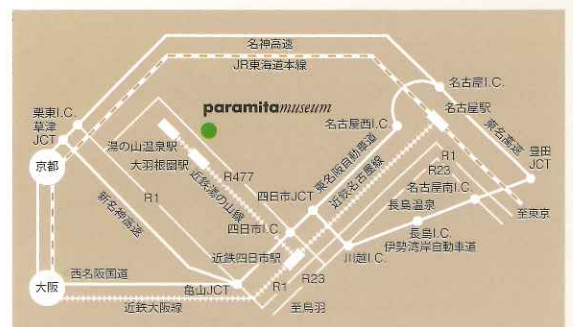 名神高速
JR東海道本線
名古屋I.C.
栗東I.C.
草津
JCT
paramitamuseum
名古屋駅
名古屋西I.C
東名高速
豊田
JCT
京都
湯の山温泉駅
大羽根園駅
東名阪自動車道
近鉄名古屋線
R1
R23
R477
近鉄湯の山線
R1
新名神高速
四日市JCT
名古屋南I.C
長島温泉
至東京
四日市I.C.
長島I.C.
川越I.C.
伊勢湾岸自動車道
近鉄四日市駅
西名阪国道
大阪
亀山JCT
R1
R23
近鉄大阪線
至鳥羽